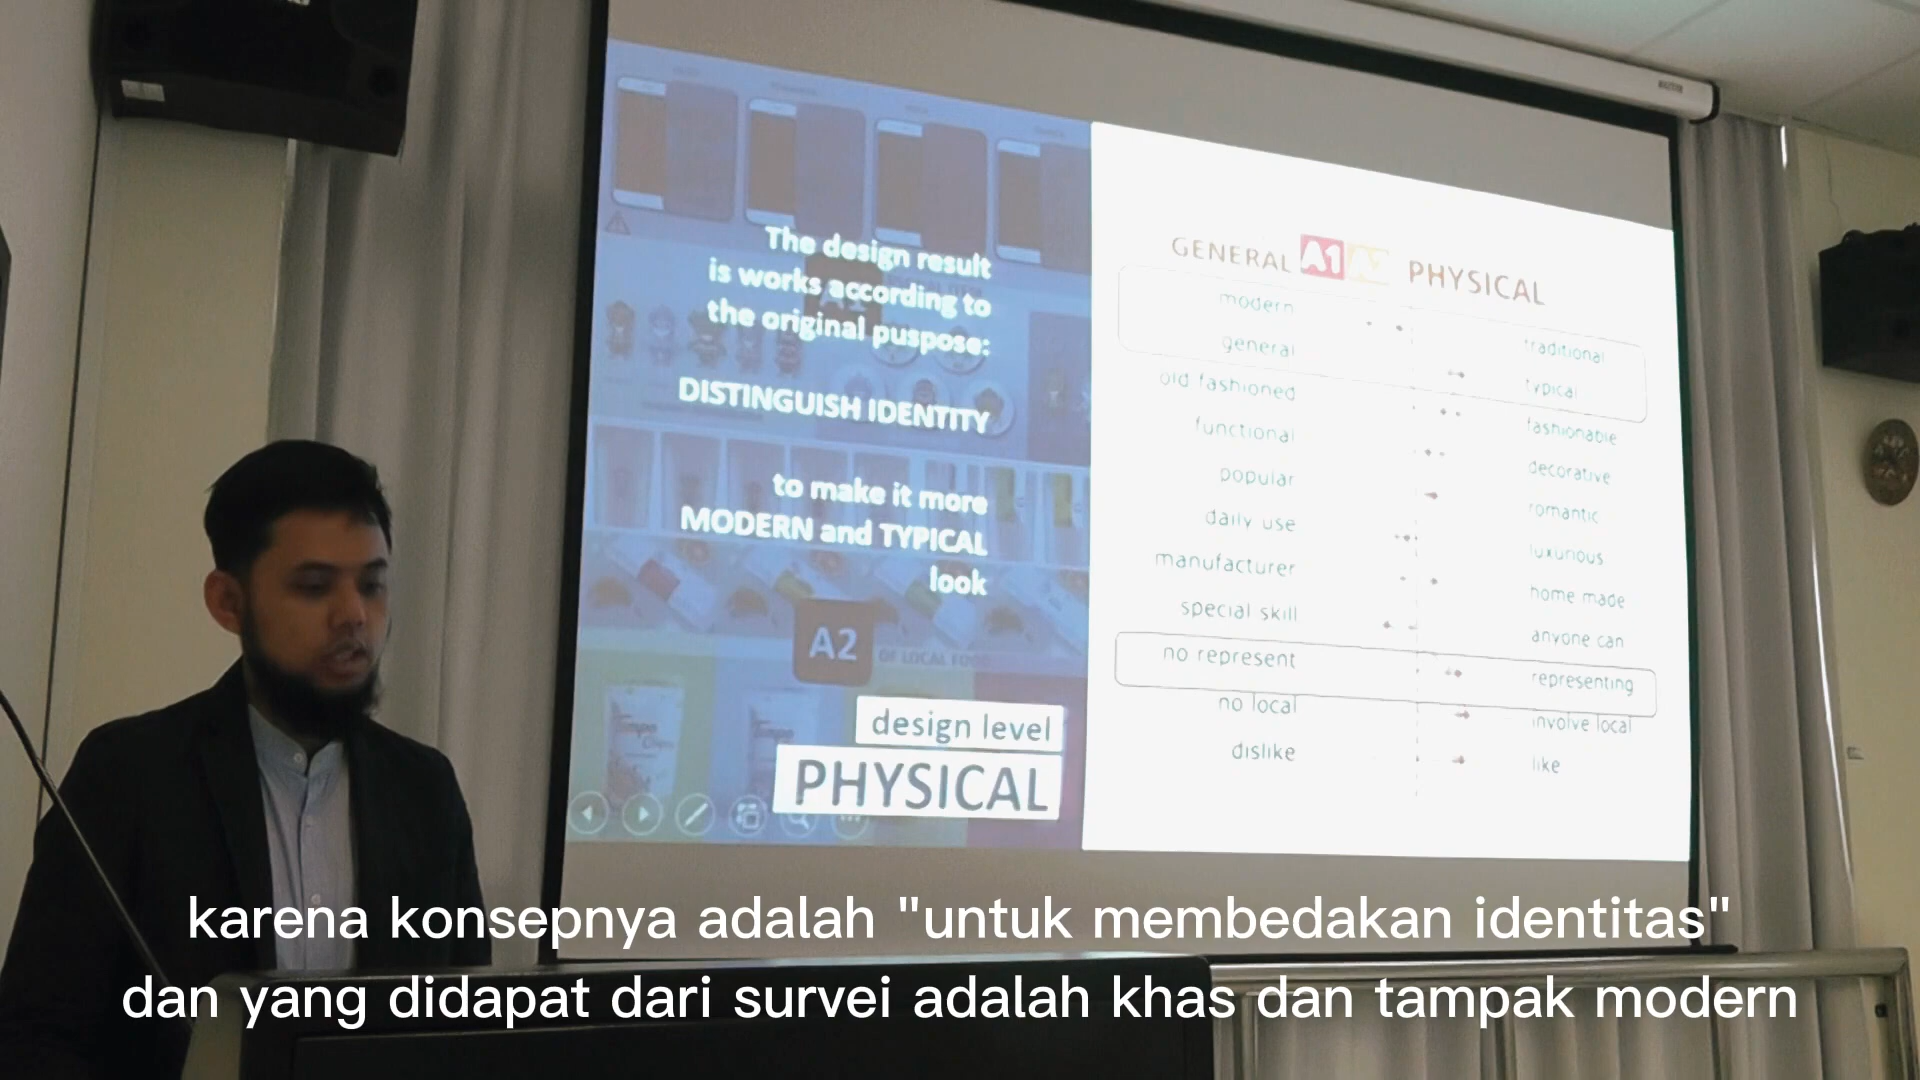 The design result
is works according to
the original puspose:
DISTINGUISH IDENTITY
to make it more
MODERN and TYPICAL
look
A2
OF LOCAL FOOD
design level
PHYSICAL
GENERAL A1 PHYSICAL
modern traditional
general typical
old fashioned fashionable
functional decorative
popular romantic
daily use luxurious
manufacturer home made
special skill anyone can
no represent representing
no local involve local
dislike like
karena konsepnya adalah "untuk membedakan identitas"
dan yang didapat dari survei adalah khas dan tampak modern